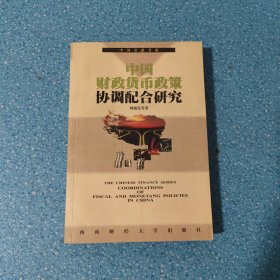 中国金融书系
中国
财政货币政策
协调配合研究
THE CHINESE FINANCE BOOKS
COORDINATIONS
OF
FISCAL AND MONETANG POLICIES
IN CHINA
西南财经大学出版社